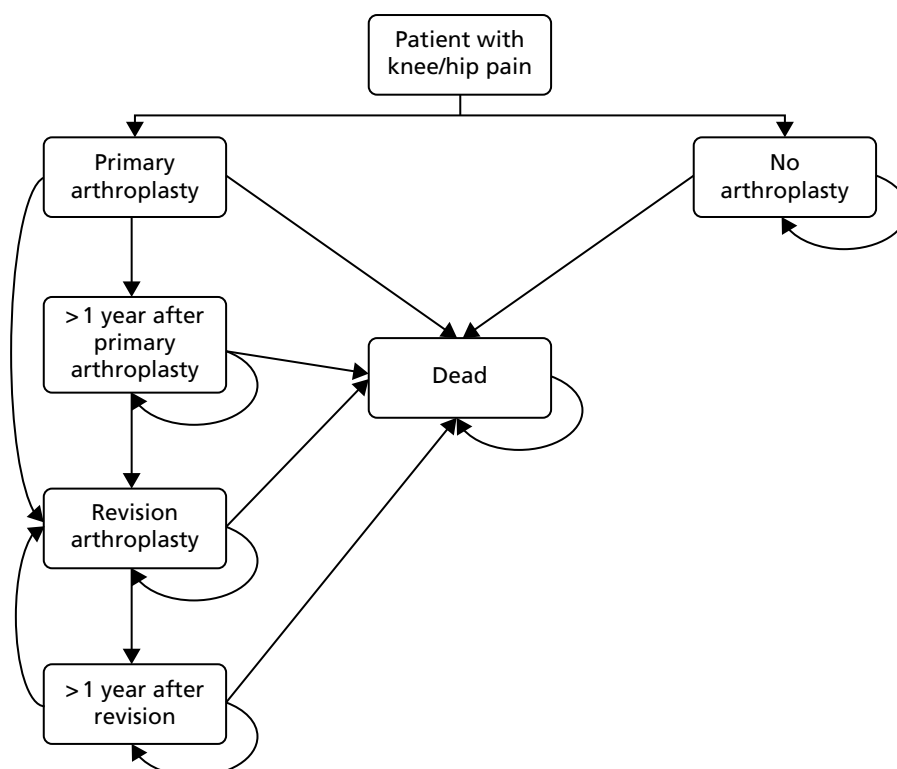 Patient with
knee/hip pain
Primary
arthroplasty
No
arthroplasty
>1 year after
primary
arthroplasty
Dead
Revision
arthroplasty
>1 year after
revision